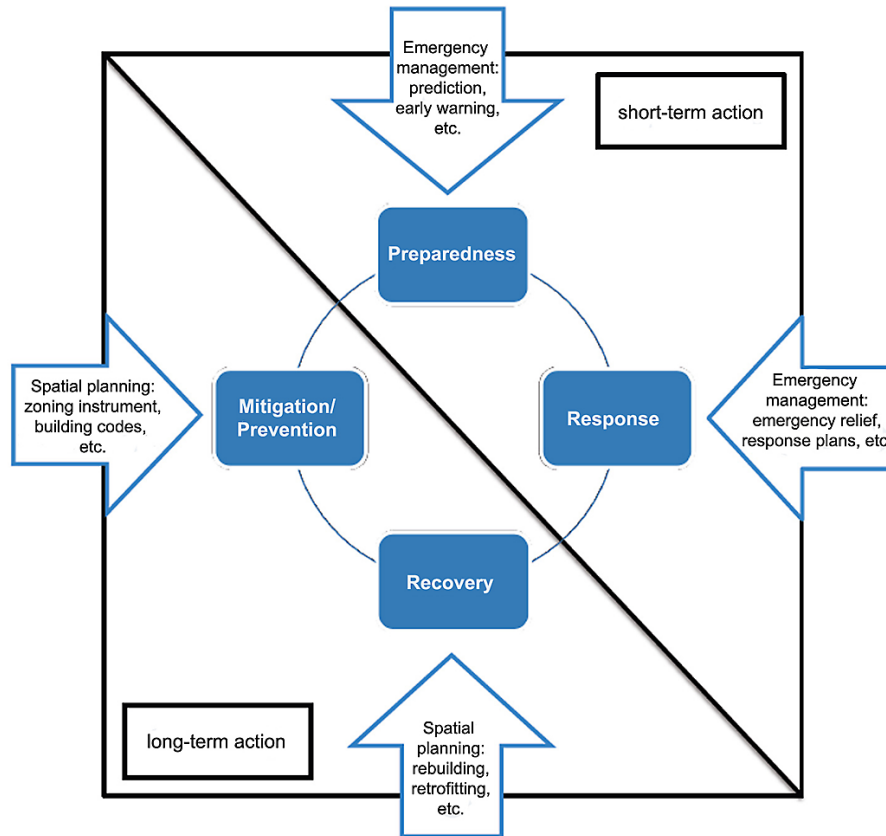 Emergency
management:
prediction,
early warning,
etc.
short-term action
Preparedness
Spatial planning:
zoning instrument,
building codes,
etc.
Mitigation/
Prevention
Response
Emergency
management:
emergency relief,
response plans, etc
Recovery
long-term action
Spatial
planning:
rebuilding,
retrofitting,
etc.